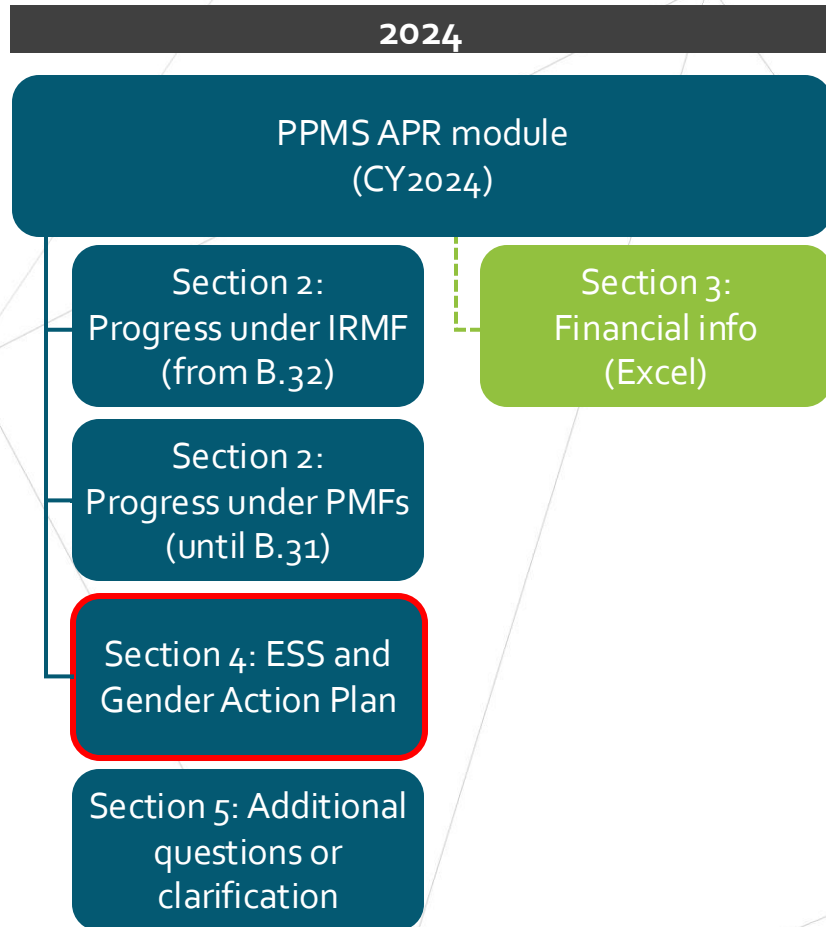 2024
PPMS APR module
(CY2024)
Section 2:
Progress under IRMF
(from B.32)
Section 3:
Financial info
(Excel)
Section 2:
Progress under PMFs
(until B.31)
Section 4: ESS and
Gender Action Plan
Section 5: Additional
questions or
clarification